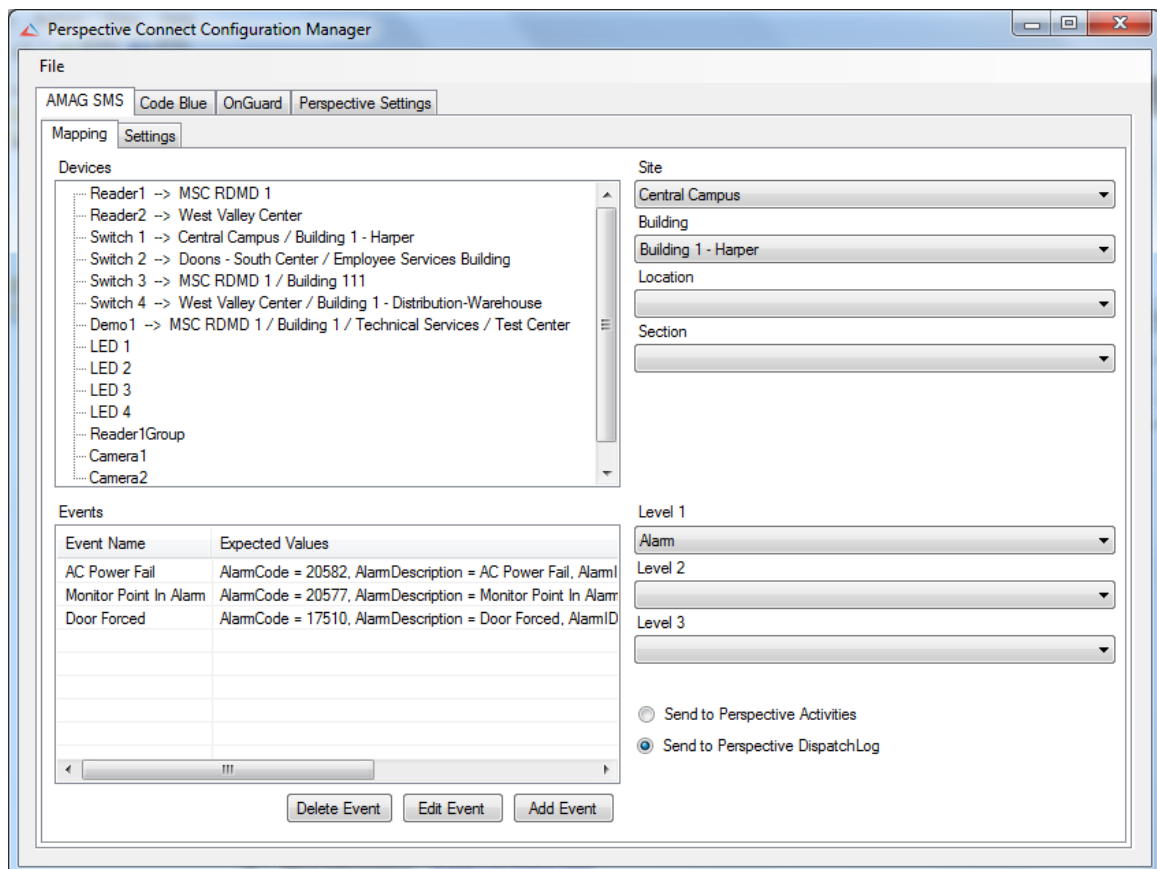 Perspective Connect Configuration Manager
File
AMAG SMS Code Blue OnGuard Perspective Settings
Mapping Settings
Devices
Reader1 --> MSC RDMD 1
Reader2 --> West Valley Center
Switch 1 --> Central Campus / Building 1 - Harper
Switch 2 --> Doons - South Center / Employee Services Building
Switch 3 --> MSC RDMD 1 / Building 111
Switch 4 --> West Valley Center / Building 1 - Distribution-Warehouse
Demo1 --> MSC RDMD 1 / Building 1 / Technical Services / Test Center
LED 1
LED 2
LED 3
LED 4
Reader1Group
Camera1
Camera2
Site
Central Campus
Building
Building 1 - Harper
Location
Section
Events
Event Name Expected Values
AC Power Fail AlarmCode = 20582, AlarmDescription = AC Power Fail, AlarmI
Monitor Point In Alarm AlarmCode = 20577, AlarmDescription = Monitor Point In Alarm
Door Forced AlarmCode = 17510, AlarmDescription = Door Forced, AlarmID
Delete Event Edit Event Add Event
Level 1
Alarm
Level 2
Level 3
Send to Perspective Activities
Send to Perspective DispatchLog